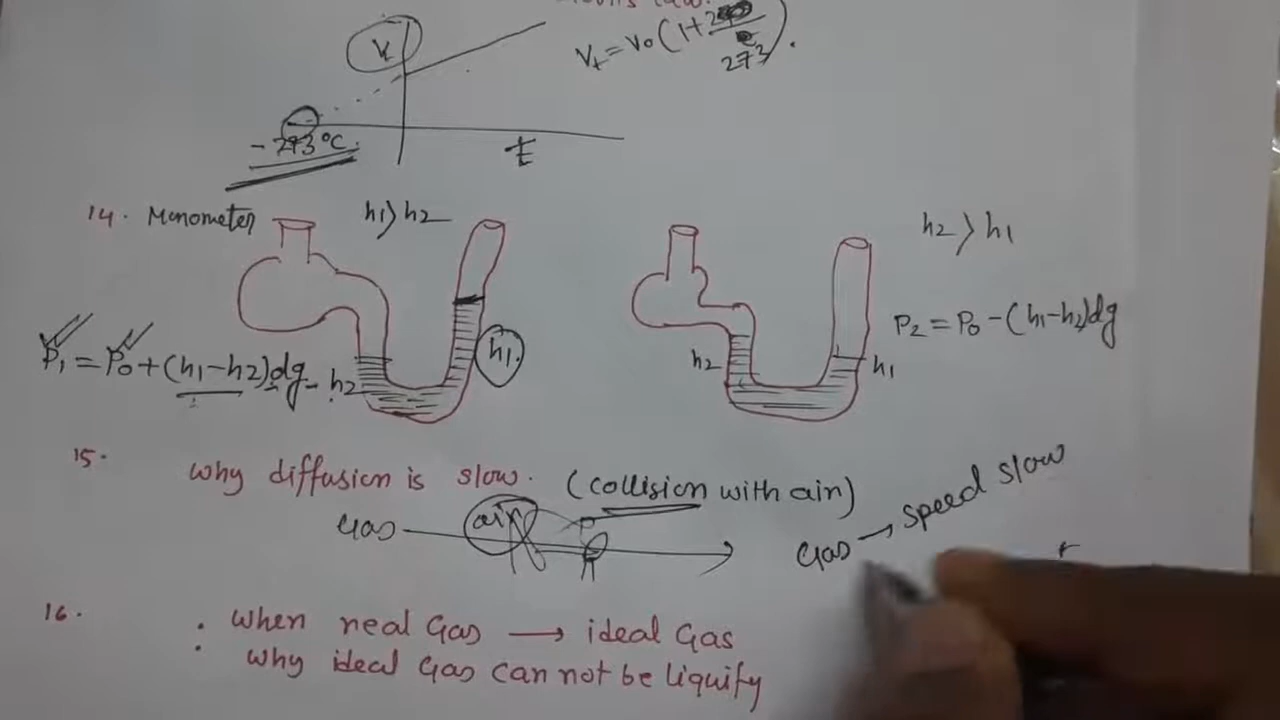 V
Vt = V0 (1+ 273).
- 273°C.
t
14. Manometer
h1 > h2
h2 > h1
P1 = P0 + (h1-h2)dg
h2
h1.
h2
h1
P2 = P0 - (h1-h2)dg
15. Why diffusion is slow. (collision with air)
Gas
air
Gas → speed slow
16. : When real Gas → ideal Gas
Why ideal Gas can not be liquify